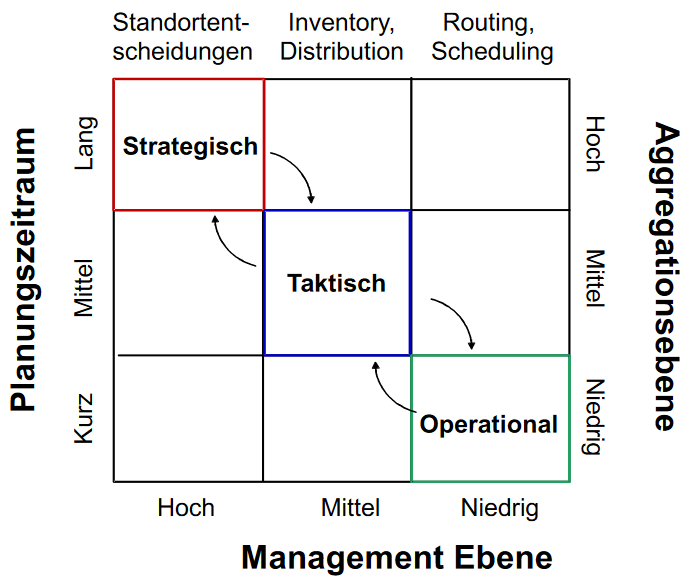 Standortent-
scheidungen
Inventory,
Distribution
Routing,
Scheduling
Planungszeitraum
Lang
Mittel
Kurz
Strategisch
Taktisch
Operational
Hoch
Mittel
Niedrig
Aggregationsebene
Hoch
Mittel
Niedrig
Management Ebene